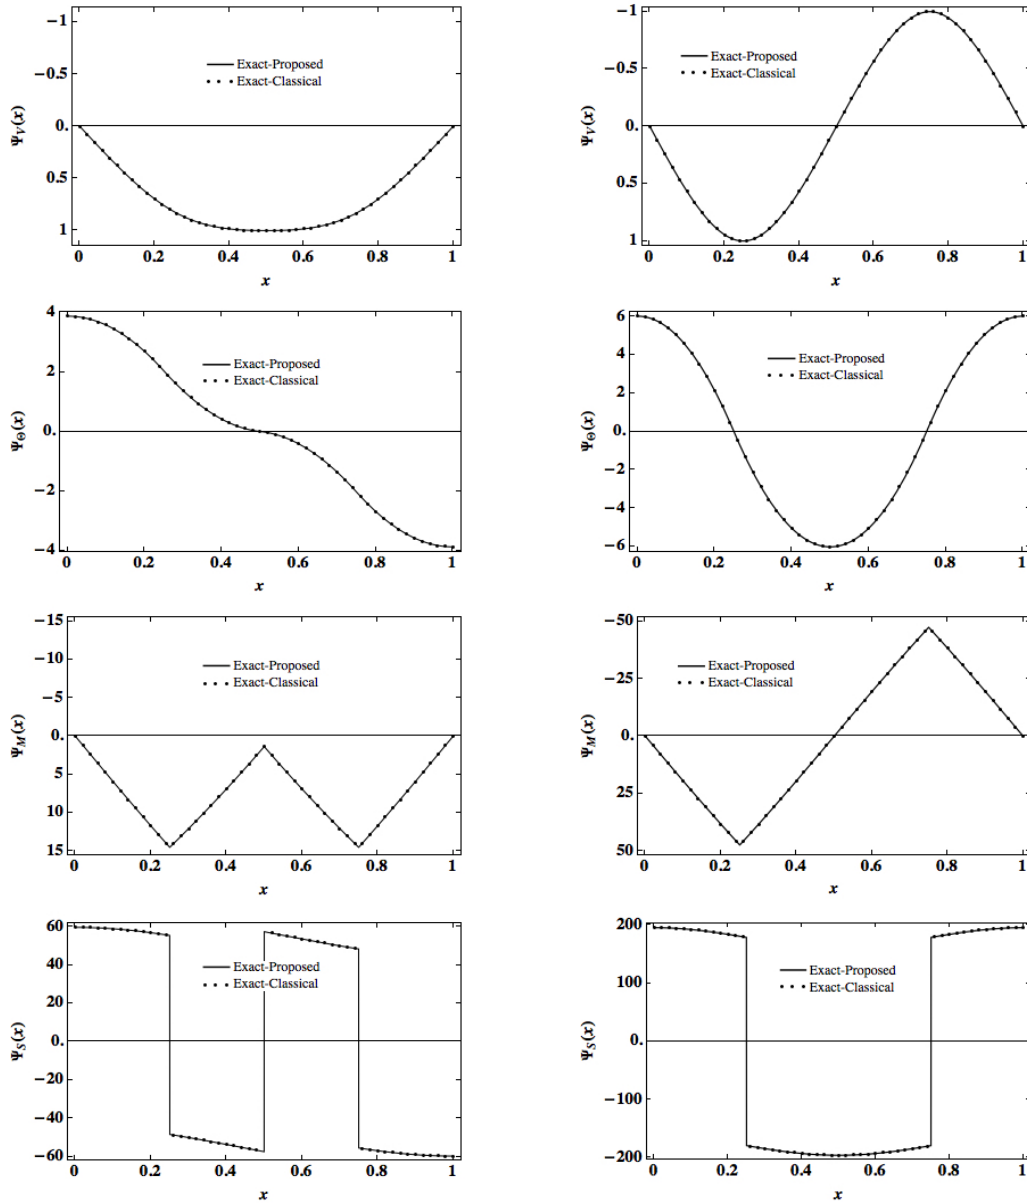 −1
−0.5
0.
0.5
1
Ψ_V(x)
Exact-Proposed
Exact-Classical
0 0.2 0.4 0.6 0.8 1
x
−1
−0.5
0.
0.5
1
Ψ_V(x)
Exact-Proposed
Exact-Classical
0 0.2 0.4 0.6 0.8 1
x
4
2
0.
−2
−4
Ψ_Θ(x)
Exact-Proposed
Exact-Classical
0 0.2 0.4 0.6 0.8 1
x
6
4
2
0.
−2
−4
−6
Ψ_Θ(x)
Exact-Proposed
Exact-Classical
0 0.2 0.4 0.6 0.8 1
x
−15
−10
−5
0.
5
10
15
Ψ_M(x)
Exact-Proposed
Exact-Classical
0 0.2 0.4 0.6 0.8 1
x
−50
−25
0.
25
50
Ψ_M(x)
Exact-Proposed
Exact-Classical
0 0.2 0.4 0.6 0.8 1
x
60
40
20
0.
−20
−40
−60
Ψ_S(x)
Exact-Proposed
Exact-Classical
0 0.2 0.4 0.6 0.8 1
x
200
100
0.
−100
−200
Ψ_S(x)
Exact-Proposed
Exact-Classical
0 0.2 0.4 0.6 0.8 1
x